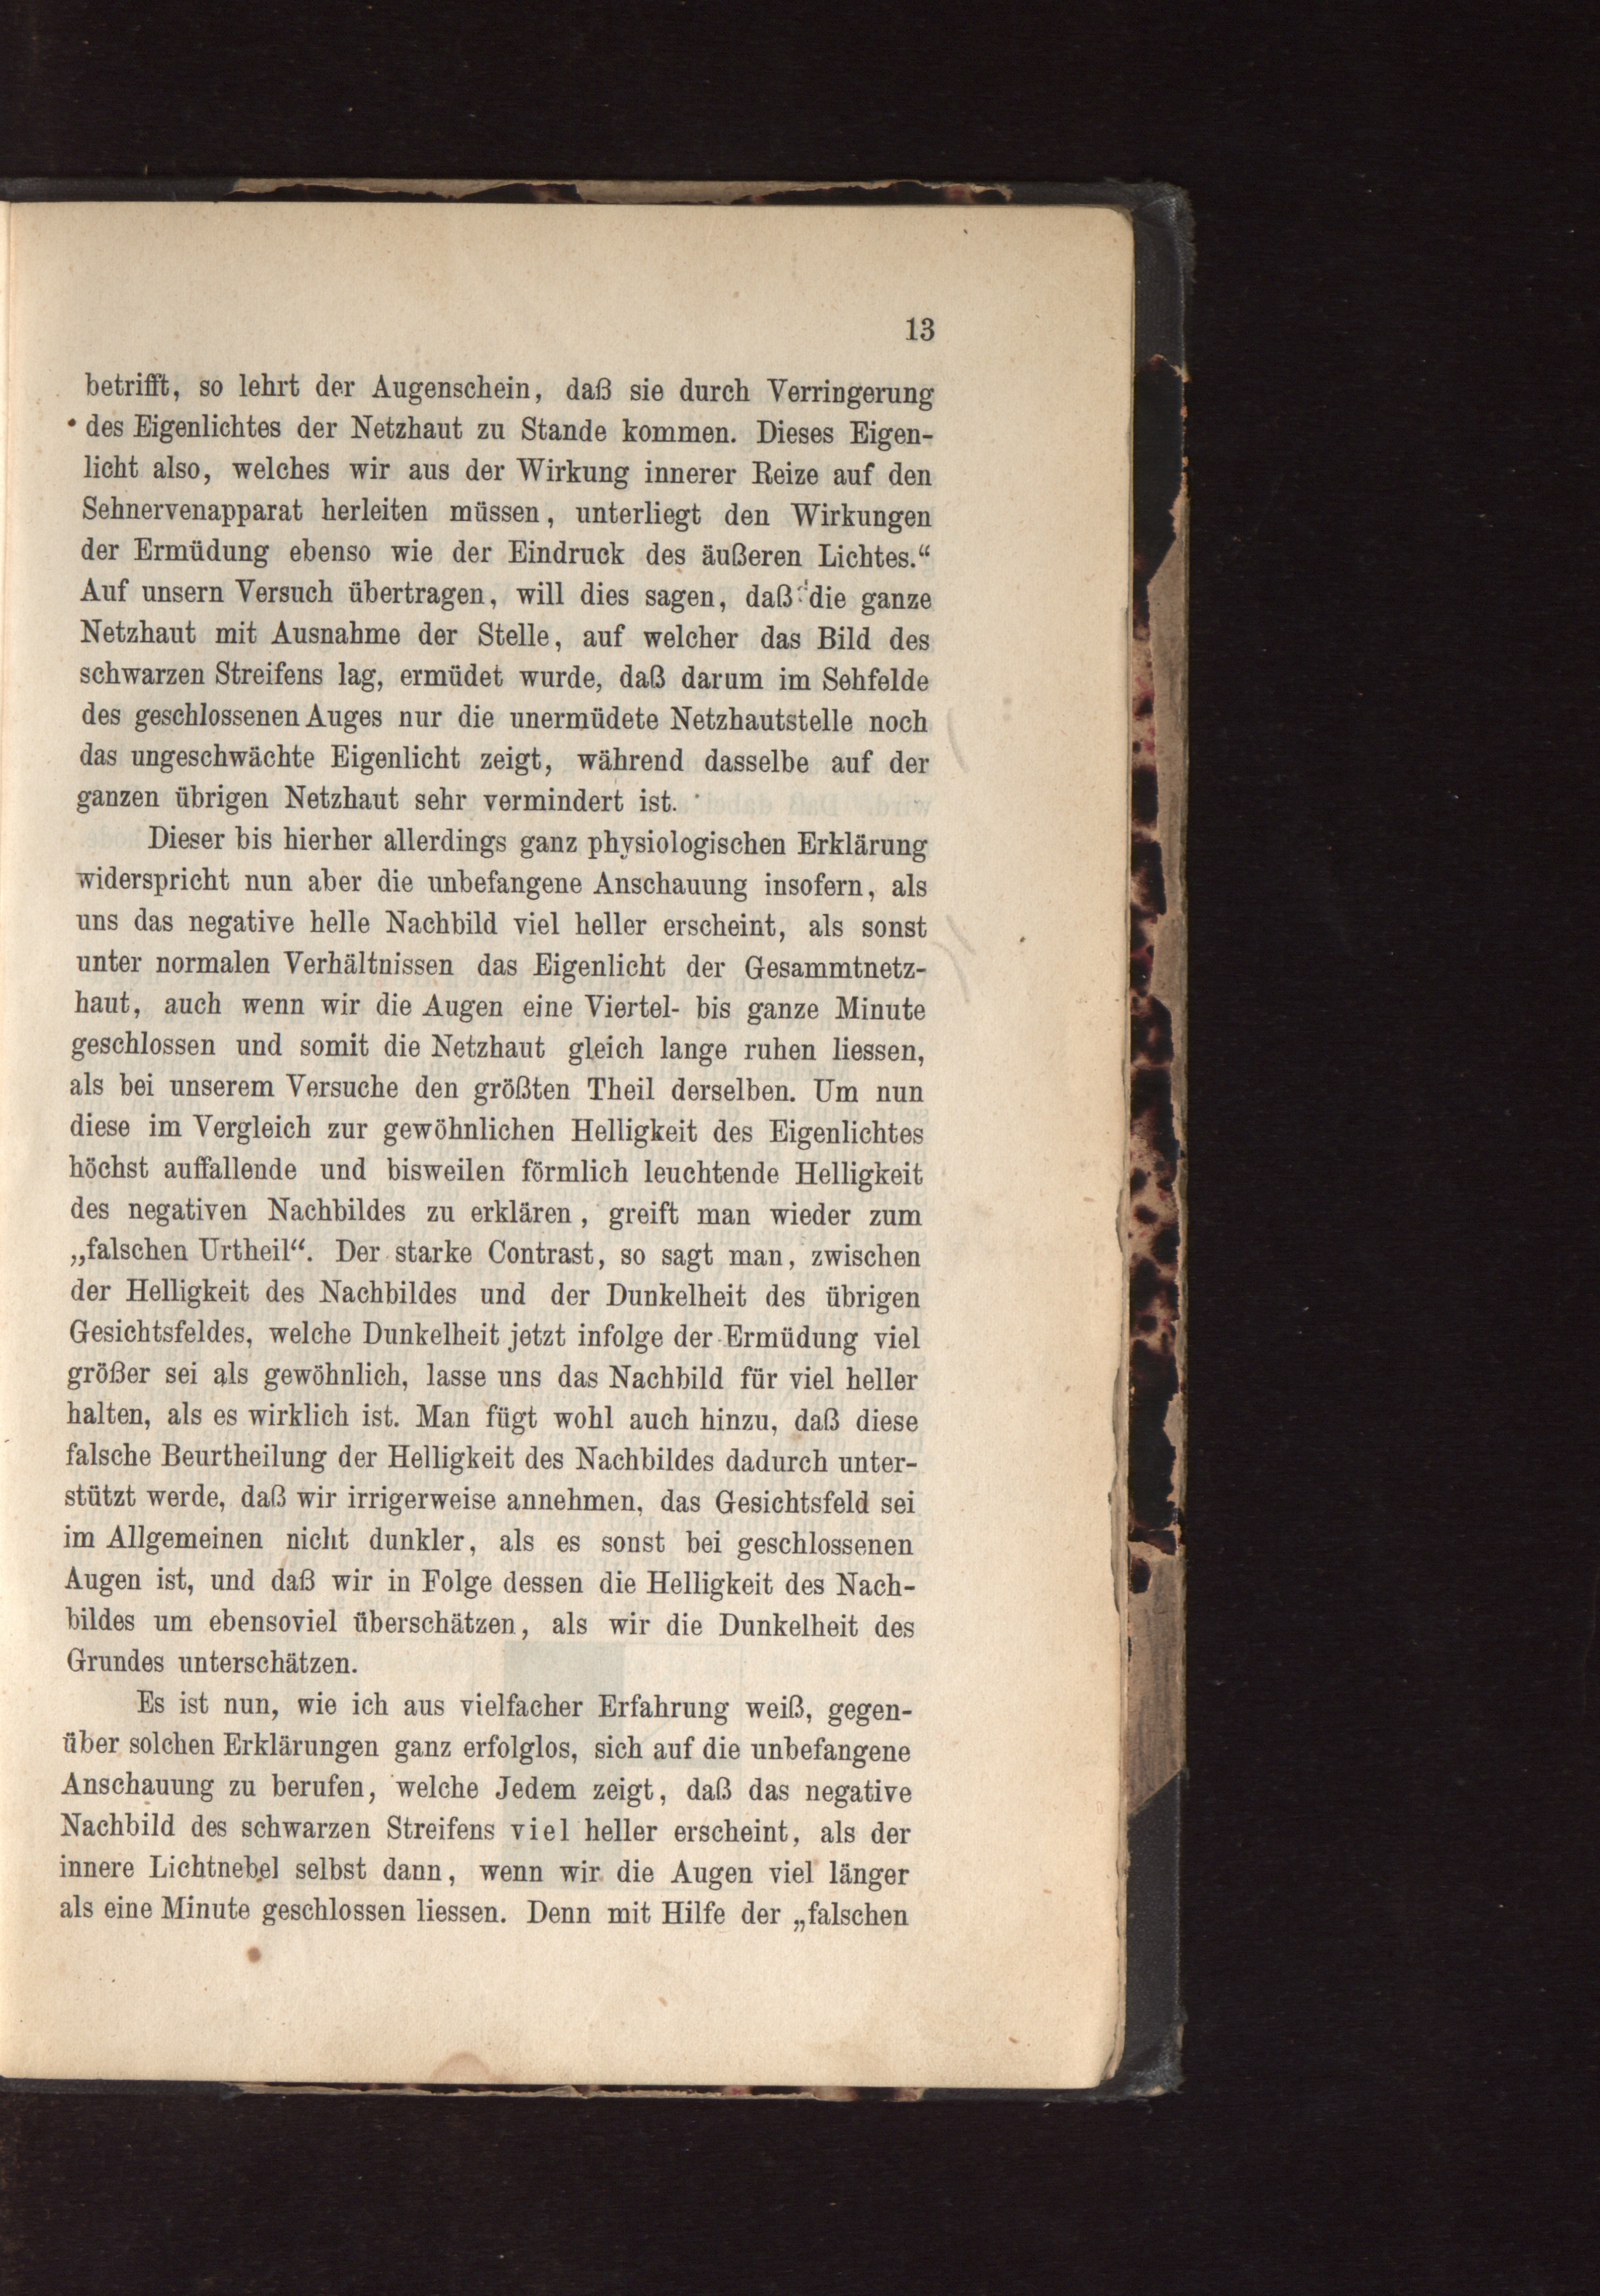 13
betrifft, so lehrt der Augenschein, daß sie durch Verringerung
des Eigenlichtes der Netzhaut zu Stande kommen. Dieses Eigen-
licht also, welches wir aus der Wirkung innerer Reize auf den
Sehnervenapparat herleiten müssen, unterliegt den Wirkungen
der Ermüdung ebenso wie der Eindruck des äußeren Lichtes.“
Auf unsern Versuch übertragen, will dies sagen, daß die ganze
Netzhaut mit Ausnahme der Stelle, auf welcher das Bild des
schwarzen Streifens lag, ermüdet wurde, daß darum im Sehfelde
des geschlossenen Auges nur die unermüdete Netzhautstelle noch
das ungeschwächte Eigenlicht zeigt, während dasselbe auf der
ganzen übrigen Netzhaut sehr vermindert ist.
Dieser bis hierher allerdings ganz physiologischen Erklärung
widerspricht nun aber die unbefangene Anschauung insofern, als
uns das negative helle Nachbild viel heller erscheint, als sonst
unter normalen Verhältnissen das Eigenlicht der Gesammtnetz-
haut, auch wenn wir die Augen eine Viertel- bis ganze Minute
geschlossen und somit die Netzhaut gleich lange ruhen liessen,
als bei unserem Versuche den größten Theil derselben. Um nun
diese im Vergleich zur gewöhnlichen Helligkeit des Eigenlichtes
höchst auffallende und bisweilen förmlich leuchtende Helligkeit
des negativen Nachbildes zu erklären, greift man wieder zum
„falschen Urtheil“. Der starke Contrast, so sagt man, zwischen
der Helligkeit des Nachbildes und der Dunkelheit des übrigen
Gesichtsfeldes, welche Dunkelheit jetzt infolge der Ermüdung viel
größer sei als gewöhnlich, lasse uns das Nachbild für viel heller
halten, als es wirklich ist. Man fügt wohl auch hinzu, daß diese
falsche Beurtheilung der Helligkeit des Nachbildes dadurch unter-
stützt werde, daß wir irrigerweise annehmen, das Gesichtsfeld sei
im Allgemeinen nicht dunkler, als es sonst bei geschlossenen
Augen ist, und daß wir in Folge dessen die Helligkeit des Nach-
bildes um ebensoviel überschätzen, als wir die Dunkelheit des
Grundes unterschätzen.
Es ist nun, wie ich aus vielfacher Erfahrung weiß, gegen-
über solchen Erklärungen ganz erfolglos, sich auf die unbefangene
Anschauung zu berufen, welche Jedem zeigt, daß das negative
Nachbild des schwarzen Streifens viel heller erscheint, als der
innere Lichtnebel selbst dann, wenn wir die Augen viel länger
als eine Minute geschlossen liessen. Denn mit Hilfe der „falschen